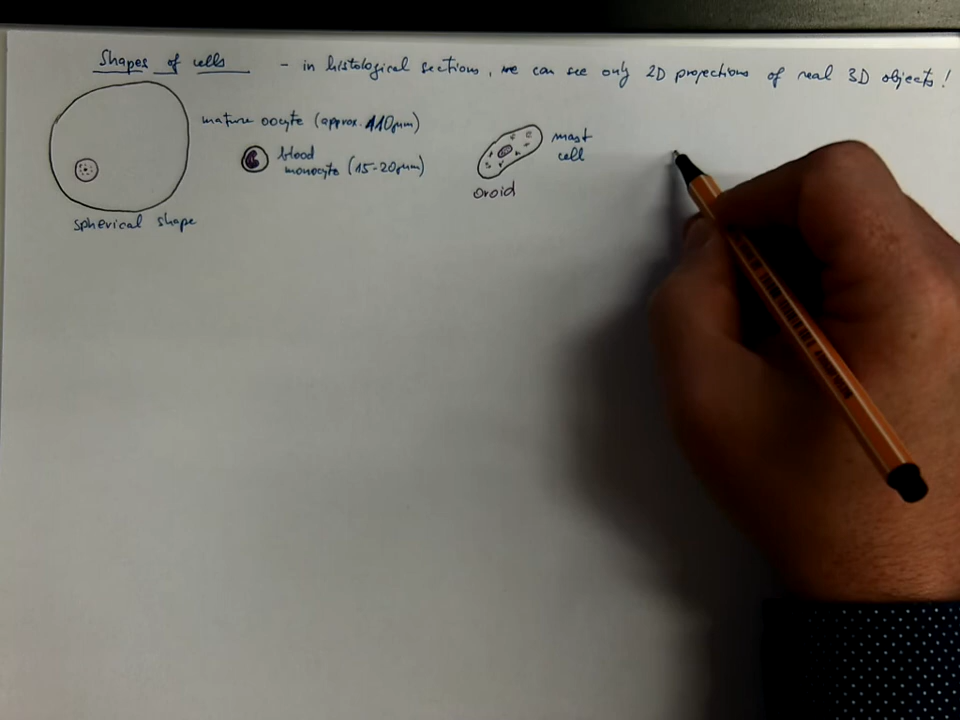 Shapes of cells - in histological sections, we can see only 2D projections of real 3D objects!
mature oocyte (approx. 110µm)
blood
monocyte (15-20µm)
mast
cell
ovoid
spherical shape